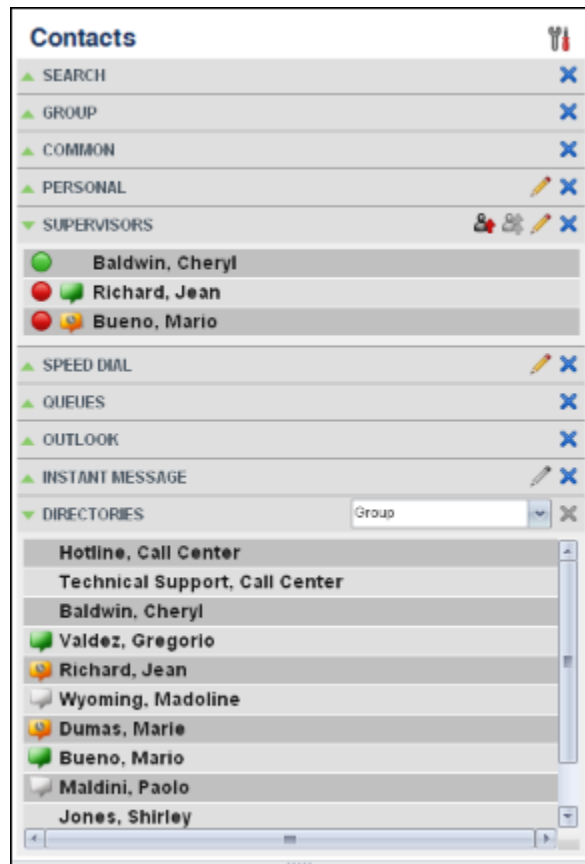 Contacts
SEARCH
GROUP
COMMON
PERSONAL
SUPERVISORS
Baldwin, Cheryl
Richard, Jean
Bueno, Mario
SPEED DIAL
QUEUES
OUTLOOK
INSTANT MESSAGE
DIRECTORIES Group
Hotline, Call Center
Technical Support, Call Center
Baldwin, Cheryl
Valdez, Gregorio
Richard, Jean
Wyoming, Madoline
Dumas, Marie
Bueno, Mario
Maldini, Paolo
Jones, Shirley